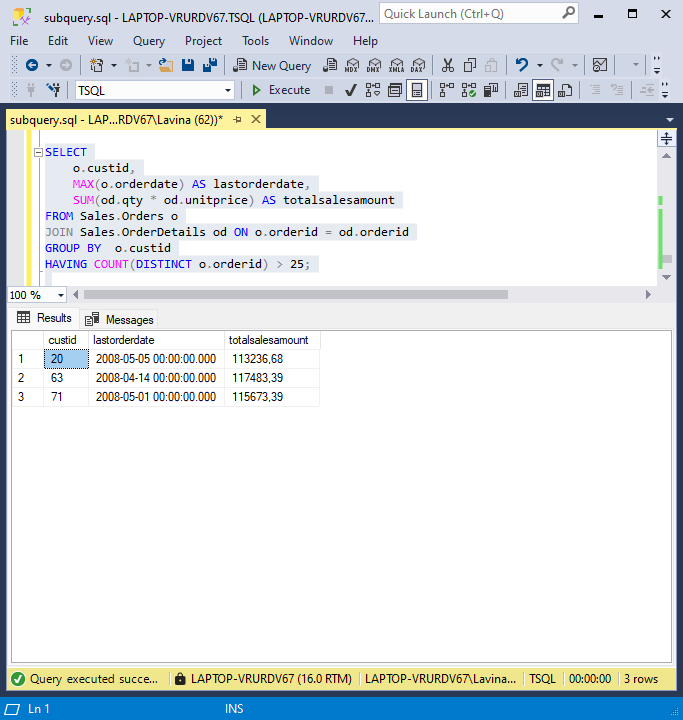 subquery.sql - LAPTOP-VRURDV67.TSQL (LAPTOP-VRURDV67...
Quick Launch (Ctrl+Q)
File Edit View Query Project Tools Window Help
New Query MDX DMX XMLA DAX
TSQL Execute
subquery.sql - LAP...RDV67\Lavina (62))*
SELECT
o.custid,
MAX(o.orderdate) AS lastorderdate,
SUM(od.qty * od.unitprice) AS totalsalesamount
FROM Sales.Orders o
JOIN Sales.OrderDetails od ON o.orderid = od.orderid
GROUP BY o.custid
HAVING COUNT(DISTINCT o.orderid) > 25;
100 %
Results Messages
custid lastorderdate totalsalesamount
1 20 2008-05-05 00:00:00.000 113236,68
2 63 2008-04-14 00:00:00.000 117483,39
3 71 2008-05-01 00:00:00.000 115673,39
Query executed succe... LAPTOP-VRURDV67 (16.0 RTM) LAPTOP-VRURDV67\Lavina... TSQL 00:00:00 3 rows
Ln 1 INS